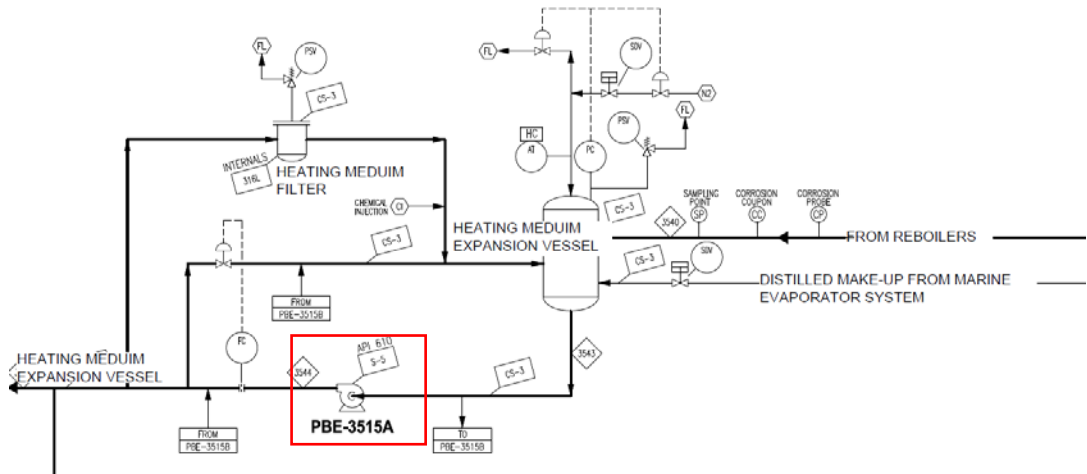 FL
PSV
CS-3
INTERNALS
316L
HEATING MEDUIM
FILTER
FL
SDV
N2
FL
PSV
HC
AT
PC
CS-3
CHEMICAL
INJECTION
CI
HEATING MEDUIM
EXPANSION VESSEL
SAMPLING
POINT
SP
CORROSION
COUPON
CC
CORROSION
PROBE
CP
3540
FROM REBOILERS
CS-3
SDV
CS-3
DISTILLED MAKE-UP FROM MARINE
EVAPORATOR SYSTEM
FROM
PBE-3515B
FC
HEATING MEDUIM
EXPANSION VESSEL
3544
API 610
S-5
PBE-3515A
CS-3
3543
FROM
PBE-3515B
TO
PBE-3515B